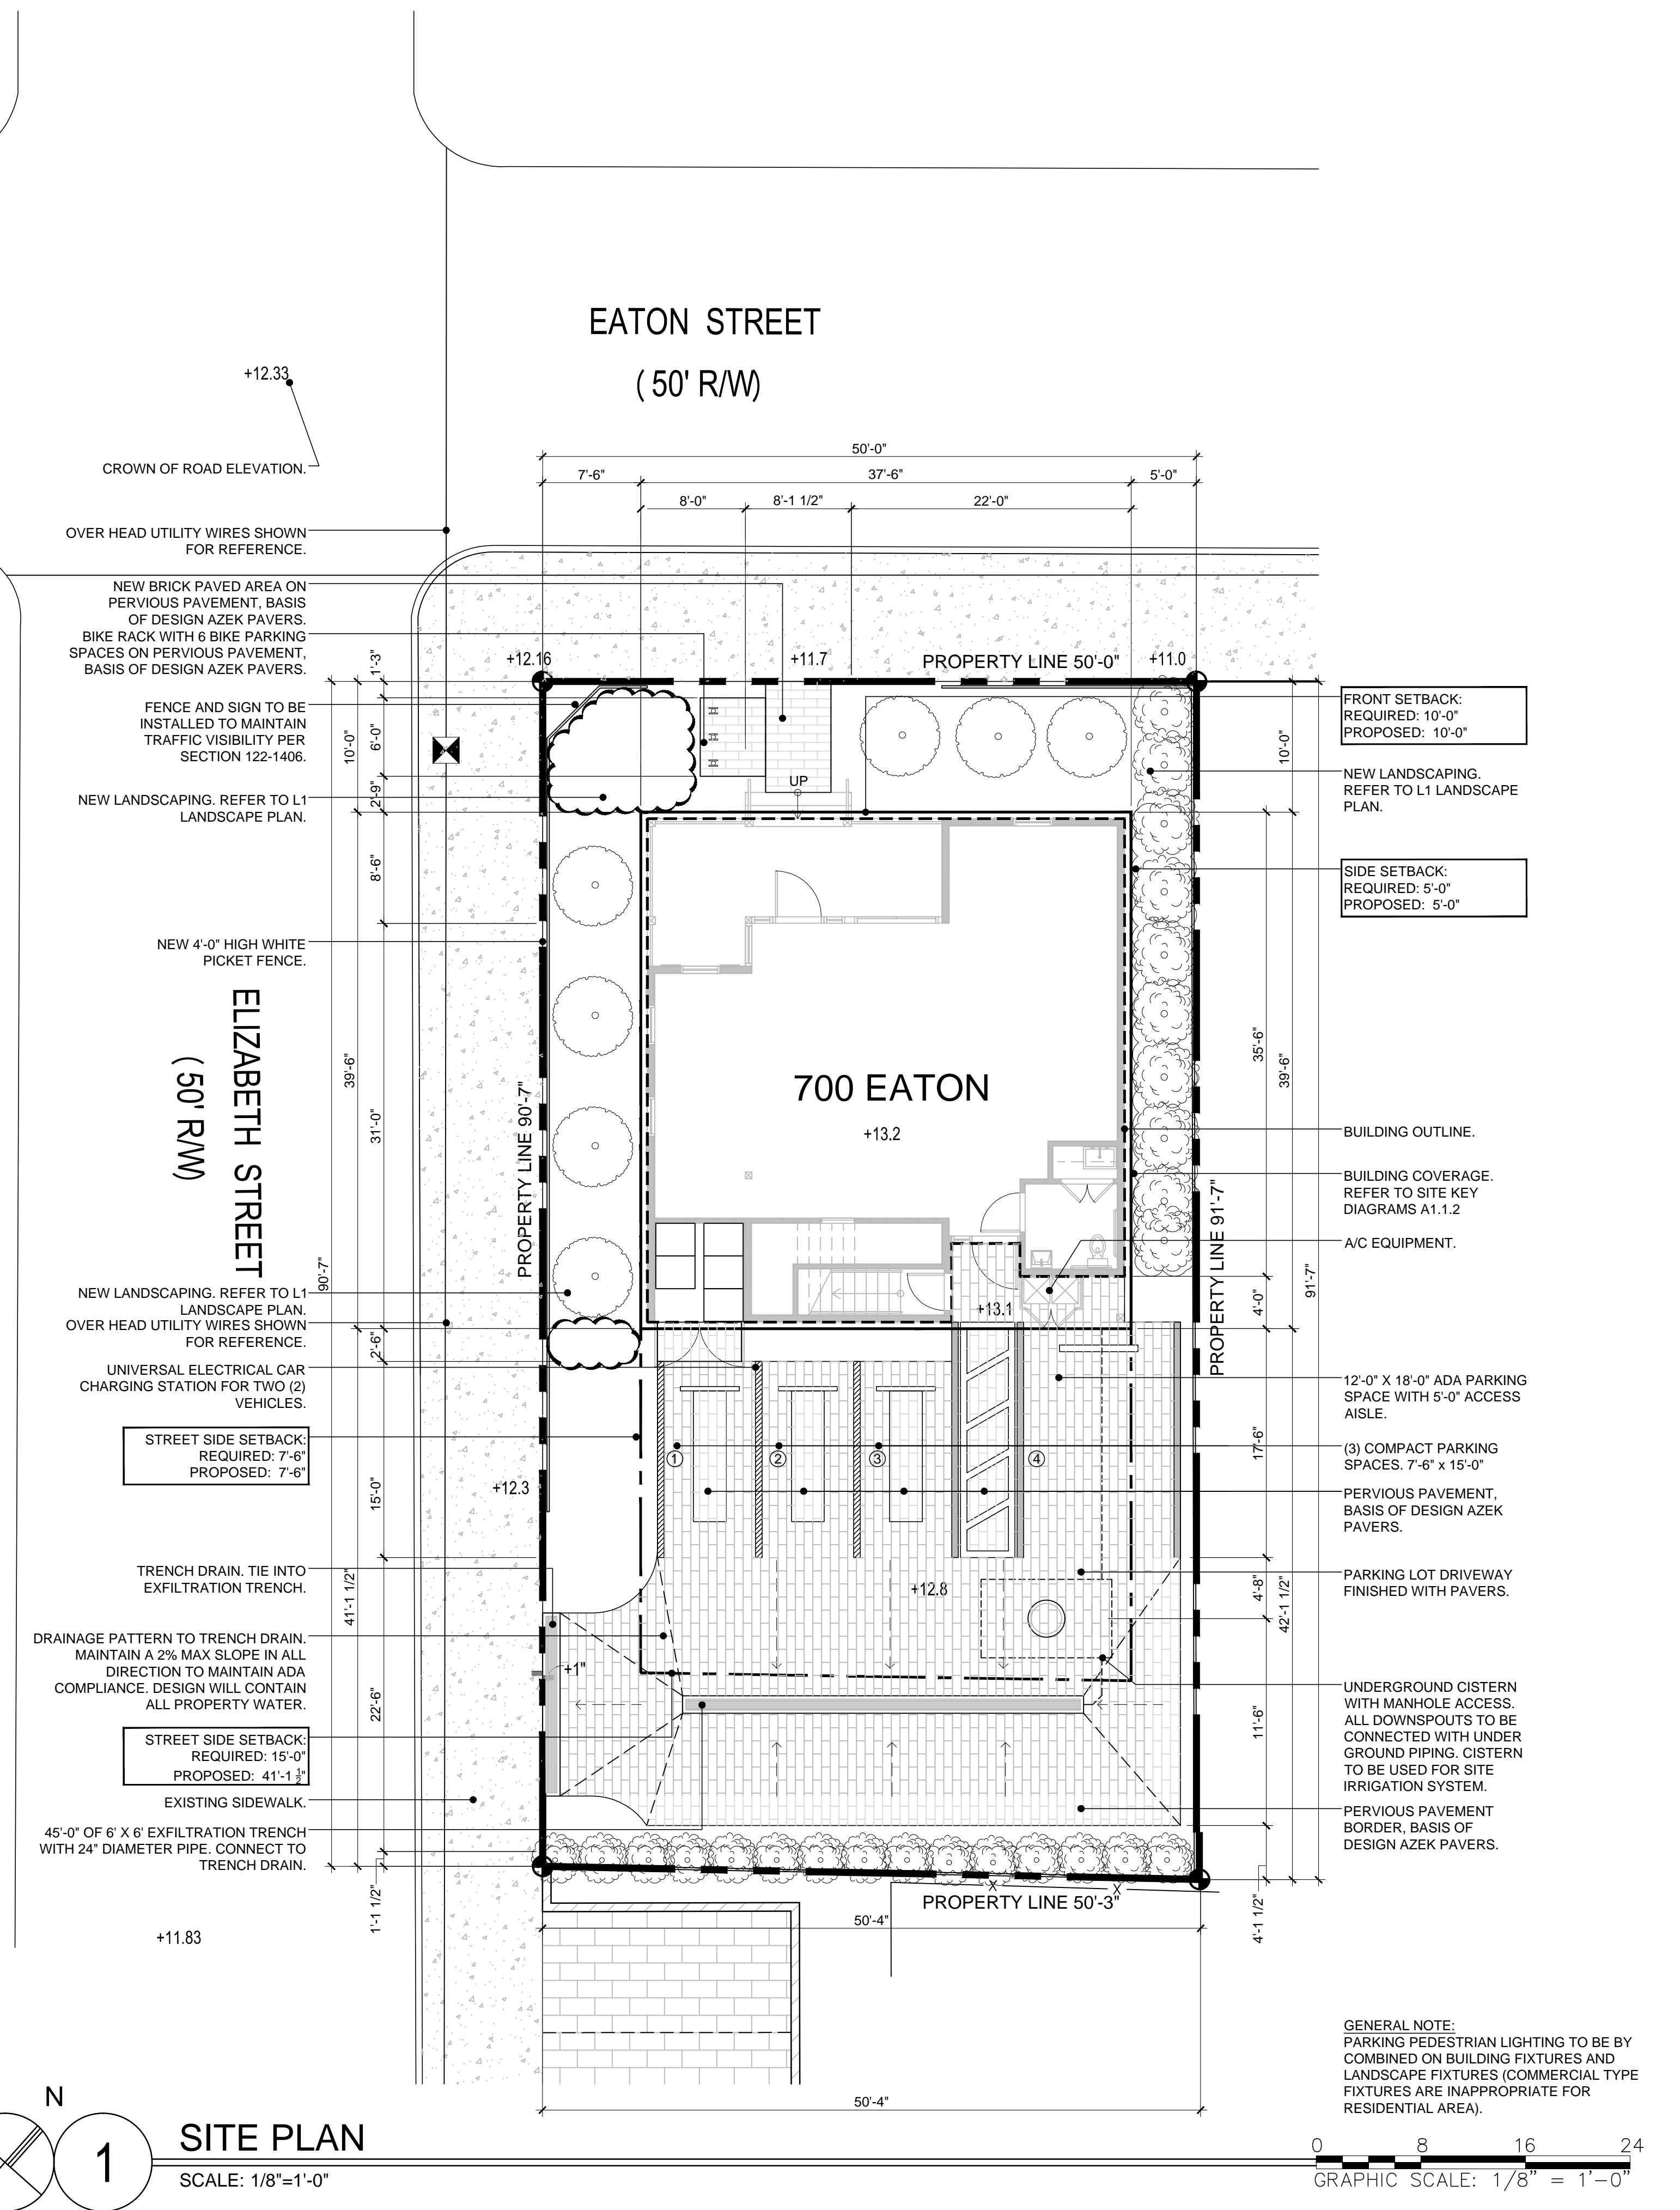 EATON STREET
( 50' R/W)
+12.33
CROWN OF ROAD ELEVATION.
50'-0"
7'-6"
37'-6"
5'-0"
8'-0"
8'-1 1/2"
22'-0"
OVER HEAD UTILITY WIRES SHOWN
FOR REFERENCE.
NEW BRICK PAVED AREA ON
PERVIOUS PAVEMENT, BASIS
OF DESIGN AZEK PAVERS.
BIKE RACK WITH 6 BIKE PARKING
SPACES ON PERVIOUS PAVEMENT,
BASIS OF DESIGN AZEK PAVERS.
FENCE AND SIGN TO BE
INSTALLED TO MAINTAIN
TRAFFIC VISIBILITY PER
SECTION 122-1406.
NEW LANDSCAPING. REFER TO L1
LANDSCAPE PLAN.
NEW 4'-0" HIGH WHITE
PICKET FENCE.
ELIZABETH STREET
( 50' R/W)
NEW LANDSCAPING. REFER TO L1
LANDSCAPE PLAN.
OVER HEAD UTILITY WIRES SHOWN
FOR REFERENCE.
UNIVERSAL ELECTRICAL CAR
CHARGING STATION FOR TWO (2)
VEHICLES.
STREET SIDE SETBACK:
REQUIRED: 7'-6"
PROPOSED: 7'-6"
TRENCH DRAIN. TIE INTO
EXFILTRATION TRENCH.
DRAINAGE PATTERN TO TRENCH DRAIN.
MAINTAIN A 2% MAX SLOPE IN ALL
DIRECTION TO MAINTAIN ADA
COMPLIANCE. DESIGN WILL CONTAIN
ALL PROPERTY WATER.
STREET SIDE SETBACK:
REQUIRED: 15'-0"
PROPOSED: 41'-1 1/2"
EXISTING SIDEWALK.
45'-0" OF 6' X 6' EXFILTRATION TRENCH
WITH 24" DIAMETER PIPE. CONNECT TO
TRENCH DRAIN.
+11.83
1'-3"
6'-0"
2'-9"
8'-6"
31'-0"
2'-6"
15'-0"
22'-6"
1'-1 1/2"
10'-0"
39'-6"
41'-1 1/2"
90'-7"
+12.16
+11.7
PROPERTY LINE 50'-0"
+11.0
UP
PROPERTY LINE 90'-7"
700 EATON
+13.2
+13.1
PROPERTY LINE 91'-7"
1
2
3
4
+12.3
+12.8
+1"
X
X
PROPERTY LINE 50'-3"
50'-4"
50'-4"
10'-0"
35'-6"
39'-6"
4'-0"
91'-7"
17'-6"
4'-8"
42'-1 1/2"
11'-6"
4'-1 1/2"
FRONT SETBACK:
REQUIRED: 10'-0"
PROPOSED: 10'-0"
NEW LANDSCAPING.
REFER TO L1 LANDSCAPE
PLAN.
SIDE SETBACK:
REQUIRED: 5'-0"
PROPOSED: 5'-0"
BUILDING OUTLINE.
BUILDING COVERAGE.
REFER TO SITE KEY
DIAGRAMS A1.1.2
A/C EQUIPMENT.
12'-0" X 18'-0" ADA PARKING
SPACE WITH 5'-0" ACCESS
AISLE.
(3) COMPACT PARKING
SPACES. 7'-6" x 15'-0"
PERVIOUS PAVEMENT,
BASIS OF DESIGN AZEK
PAVERS.
PARKING LOT DRIVEWAY
FINISHED WITH PAVERS.
UNDERGROUND CISTERN
WITH MANHOLE ACCESS.
ALL DOWNSPOUTS TO BE
CONNECTED WITH UNDER
GROUND PIPING. CISTERN
TO BE USED FOR SITE
IRRIGATION SYSTEM.
PERVIOUS PAVEMENT
BORDER, BASIS OF
DESIGN AZEK PAVERS.
GENERAL NOTE:
PARKING PEDESTRIAN LIGHTING TO BE BY
COMBINED ON BUILDING FIXTURES AND
LANDSCAPE FIXTURES (COMMERCIAL TYPE
FIXTURES ARE INAPPROPRIATE FOR
RESIDENTIAL AREA).
N
1
SITE PLAN
SCALE: 1/8"=1'-0"
0 8 16 24
GRAPHIC SCALE: 1/8" = 1'-0"